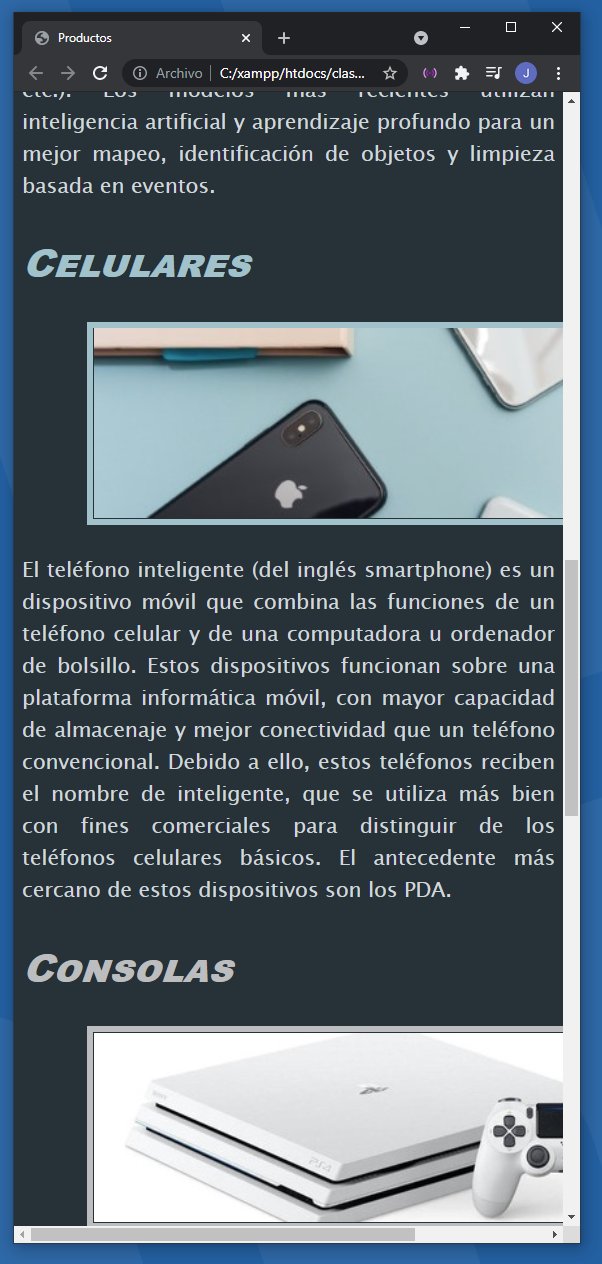 Productos
Archivo
C:/xampp/htdocs/clas...
J
etc.). Los modelos más recientes utilizan
inteligencia artificial y aprendizaje profundo para un
mejor mapeo, identificación de objetos y limpieza
basada en eventos.
Celulares
El teléfono inteligente (del inglés smartphone) es un
dispositivo móvil que combina las funciones de un
teléfono celular y de una computadora u ordenador
de bolsillo. Estos dispositivos funcionan sobre una
plataforma informática móvil, con mayor capacidad
de almacenaje y mejor conectividad que un teléfono
convencional. Debido a ello, estos teléfonos reciben
el nombre de inteligente, que se utiliza más bien
con fines comerciales para distinguir de los
teléfonos celulares básicos. El antecedente más
cercano de estos dispositivos son los PDA.
Consolas
SONY
PS4